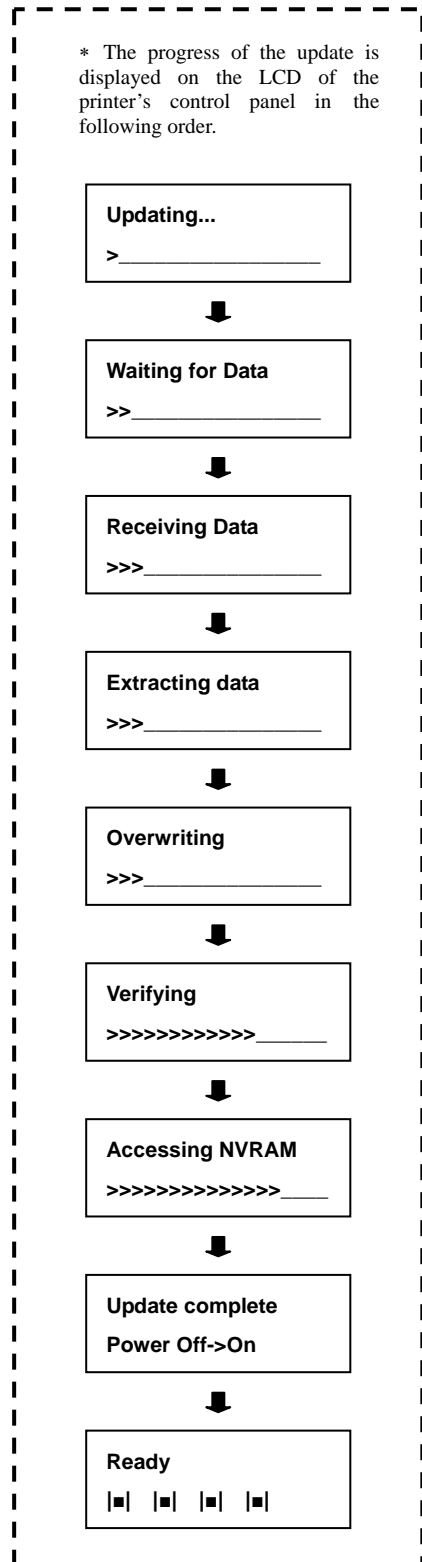 * The progress of the update is
displayed on the LCD of the
printer's control panel in the
following order.
Updating...
>_________________
Waiting for Data
>>________________
Receiving Data
>>>_______________
Extracting data
>>>_______________
Overwriting
>>>_______________
Verifying
>>>>>>>>>>>>______
Accessing NVRAM
>>>>>>>>>>>>>>____
Update complete
Power Off->On
Ready
|■| |■| |■| |■|